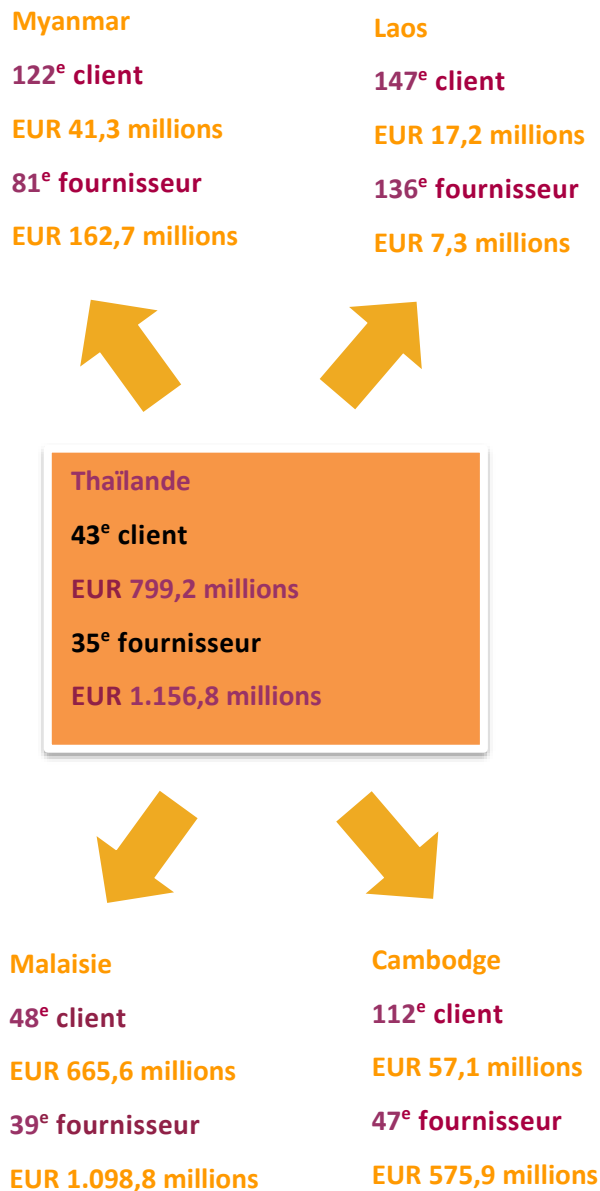 Myanmar
122e client
EUR 41,3 millions
81e fournisseur
EUR 162,7 millions
Laos
147e client
EUR 17,2 millions
136e fournisseur
EUR 7,3 millions
Thaïlande
43e client
EUR 799,2 millions
35e fournisseur
EUR 1.156,8 millions
Malaisie
48e client
EUR 665,6 millions
39e fournisseur
EUR 1.098,8 millions
Cambodge
112e client
EUR 57,1 millions
47e fournisseur
EUR 575,9 millions